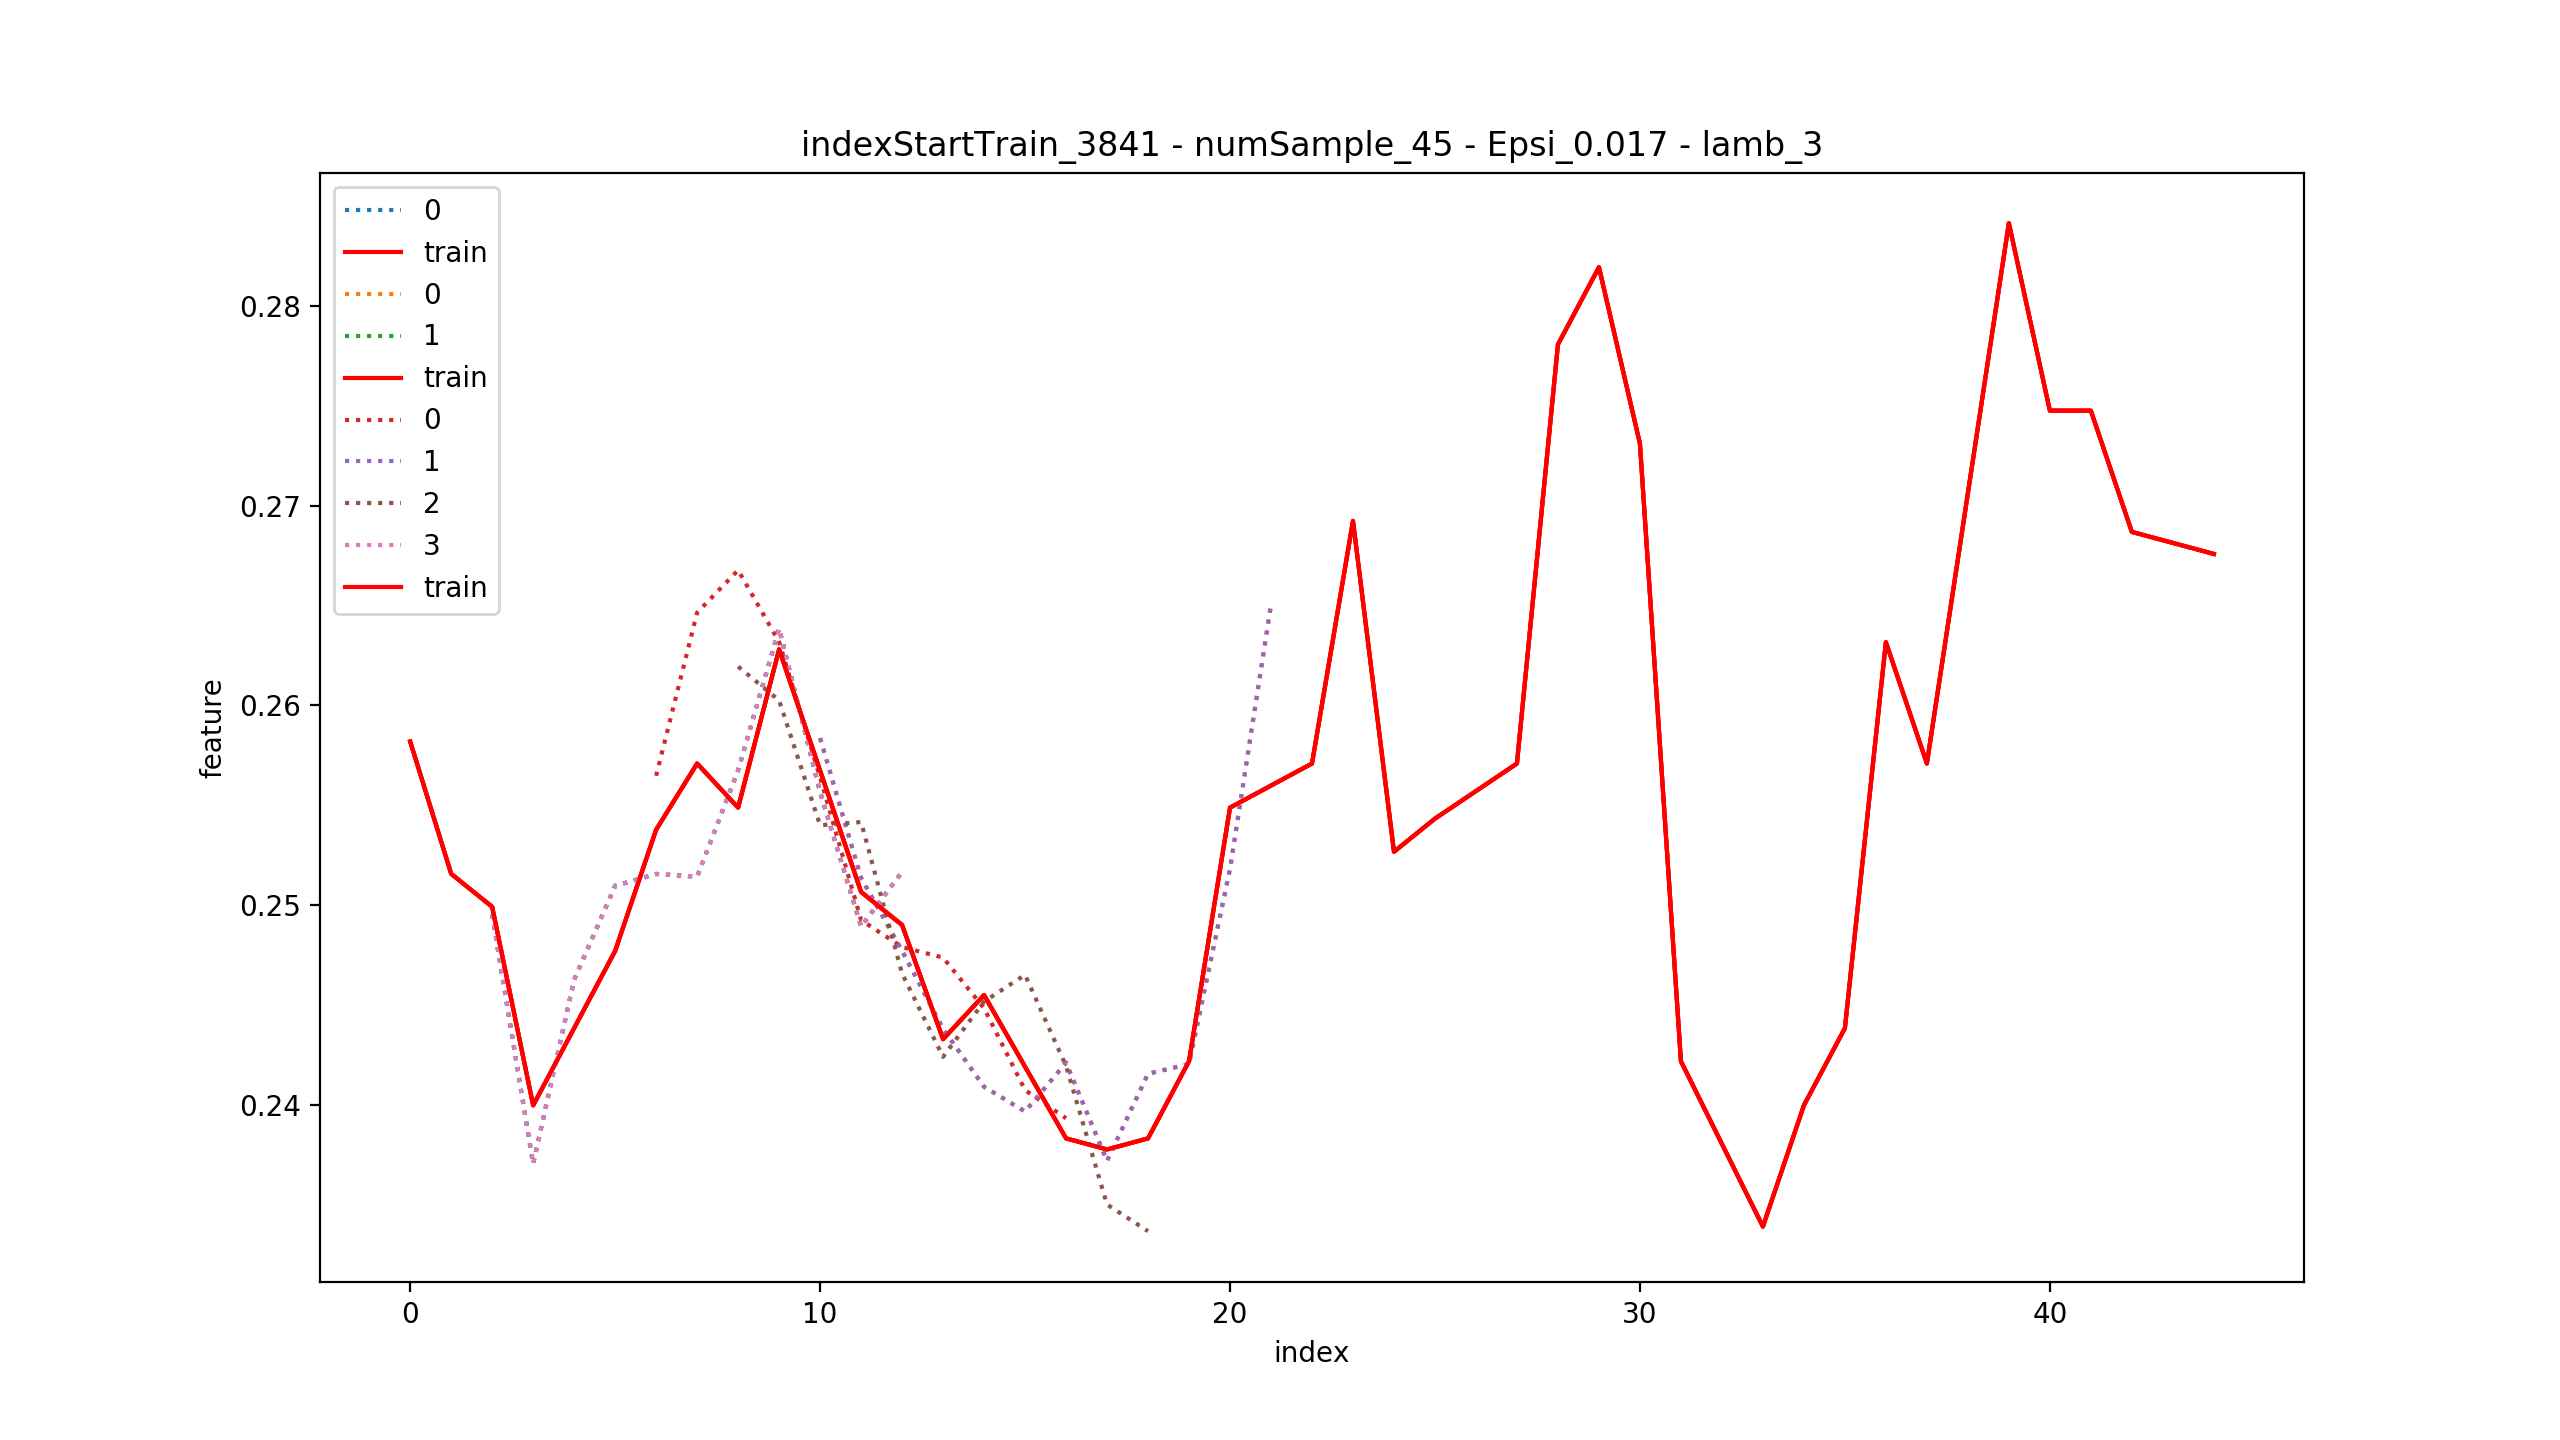 indexStartTrain_3841 - numSample_45 - Epsi_0.017 - lamb_3
0
train
0
1
train
0
1
2
3
train
feature
0.28
0.27
0.26
0.25
0.24
0 10 20 30 40
index